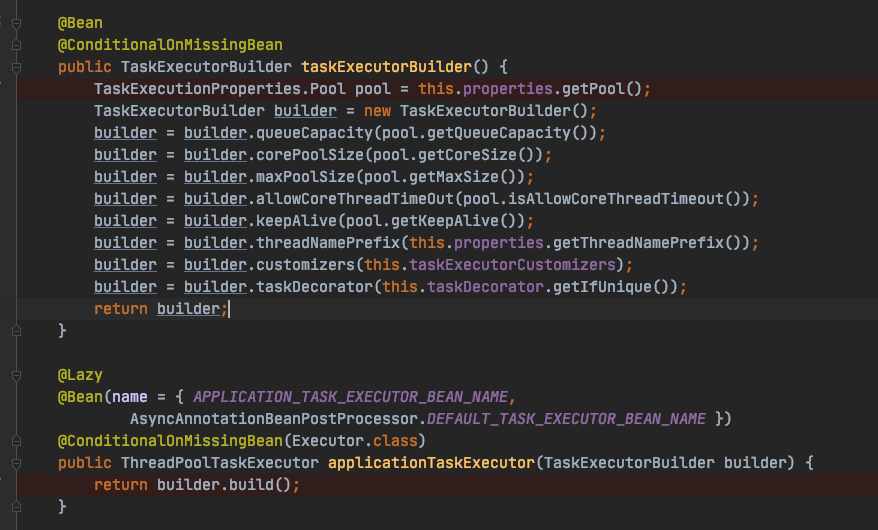 @Bean
@ConditionalOnMissingBean
public TaskExecutorBuilder taskExecutorBuilder() {
    TaskExecutionProperties.Pool pool = this.properties.getPool();
    TaskExecutorBuilder builder = new TaskExecutorBuilder();
    builder = builder.queueCapacity(pool.getQueueCapacity());
    builder = builder.corePoolSize(pool.getCoreSize());
    builder = builder.maxPoolSize(pool.getMaxSize());
    builder = builder.allowCoreThreadTimeOut(pool.isAllowCoreThreadTimeout());
    builder = builder.keepAlive(pool.getKeepAlive());
    builder = builder.threadNamePrefix(this.properties.getThreadNamePrefix());
    builder = builder.customizers(this.taskExecutorCustomizers);
    builder = builder.taskDecorator(this.taskDecorator.getIfUnique());
    return builder;
}
@Lazy
@Bean(name = { APPLICATION_TASK_EXECUTOR_BEAN_NAME,
        AsyncAnnotationBeanPostProcessor.DEFAULT_TASK_EXECUTOR_BEAN_NAME })
@ConditionalOnMissingBean(Executor.class)
public ThreadPoolTaskExecutor applicationTaskExecutor(TaskExecutorBuilder builder) {
    return builder.build();
}